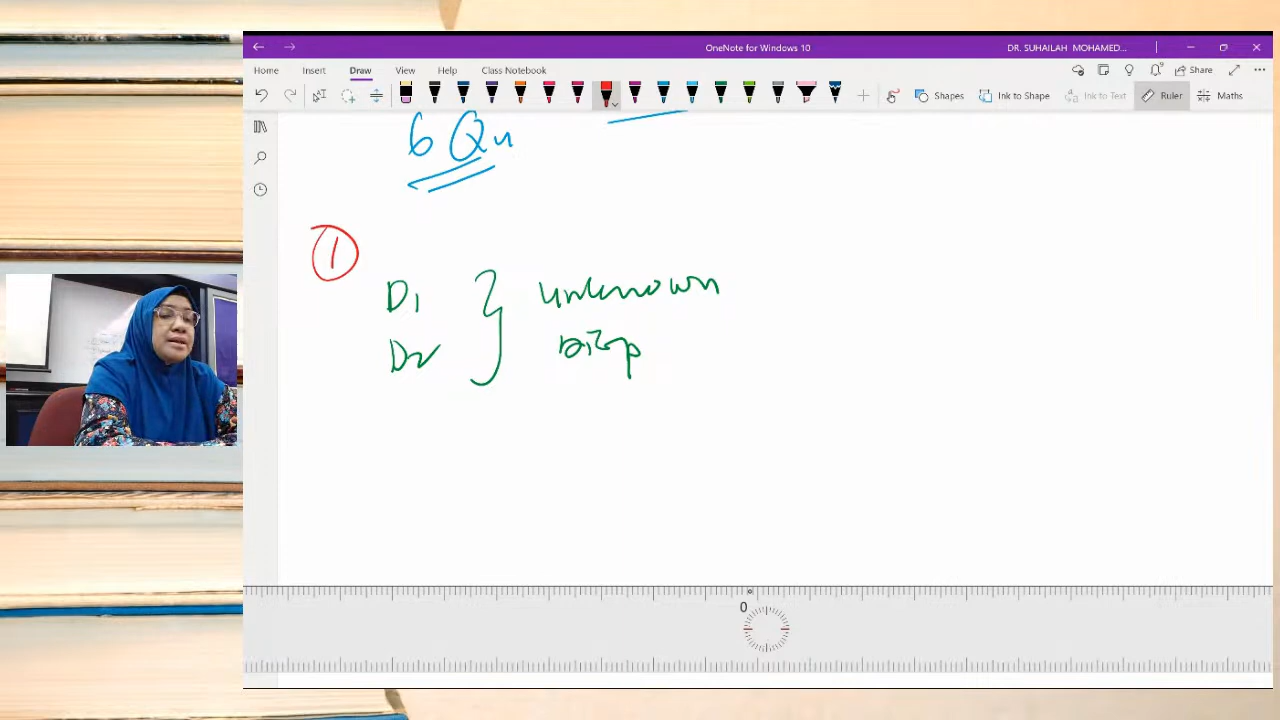 OneNote for Windows 10
DR. SUHAILAH MOHAMED...
Home Insert Draw View Help Class Notebook
Share
Shapes Ink to Shape Ink to Text Ruler Maths
6 Qu
1
D1
D2
unknown
0